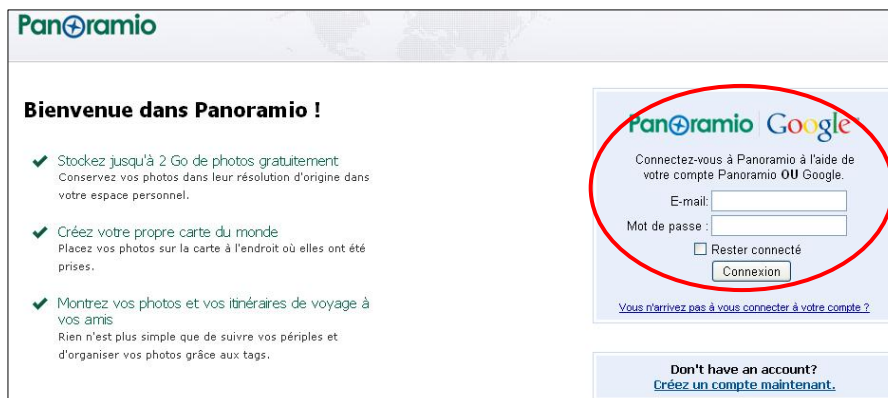 Panoramio
Bienvenue dans Panoramio !
Stockez jusqu'à 2 Go de photos gratuitement
Conservez vos photos dans leur résolution d'origine dans
votre espace personnel.
Créez votre propre carte du monde
Placez vos photos sur la carte à l'endroit où elles ont été
prises.
Montrez vos photos et vos itinéraires de voyage à
vos amis
Rien n'est plus simple que de suivre vos périples et
d'organiser vos photos grâce aux tags.
Panoramio Google™
Connectez-vous à Panoramio à l'aide de
votre compte Panoramio OU Google.
E-mail:
Mot de passe :
Rester connecté
Connexion
Vous n'arrivez pas à vous connecter à votre compte ?
Don't have an account?
Créez un compte maintenant.